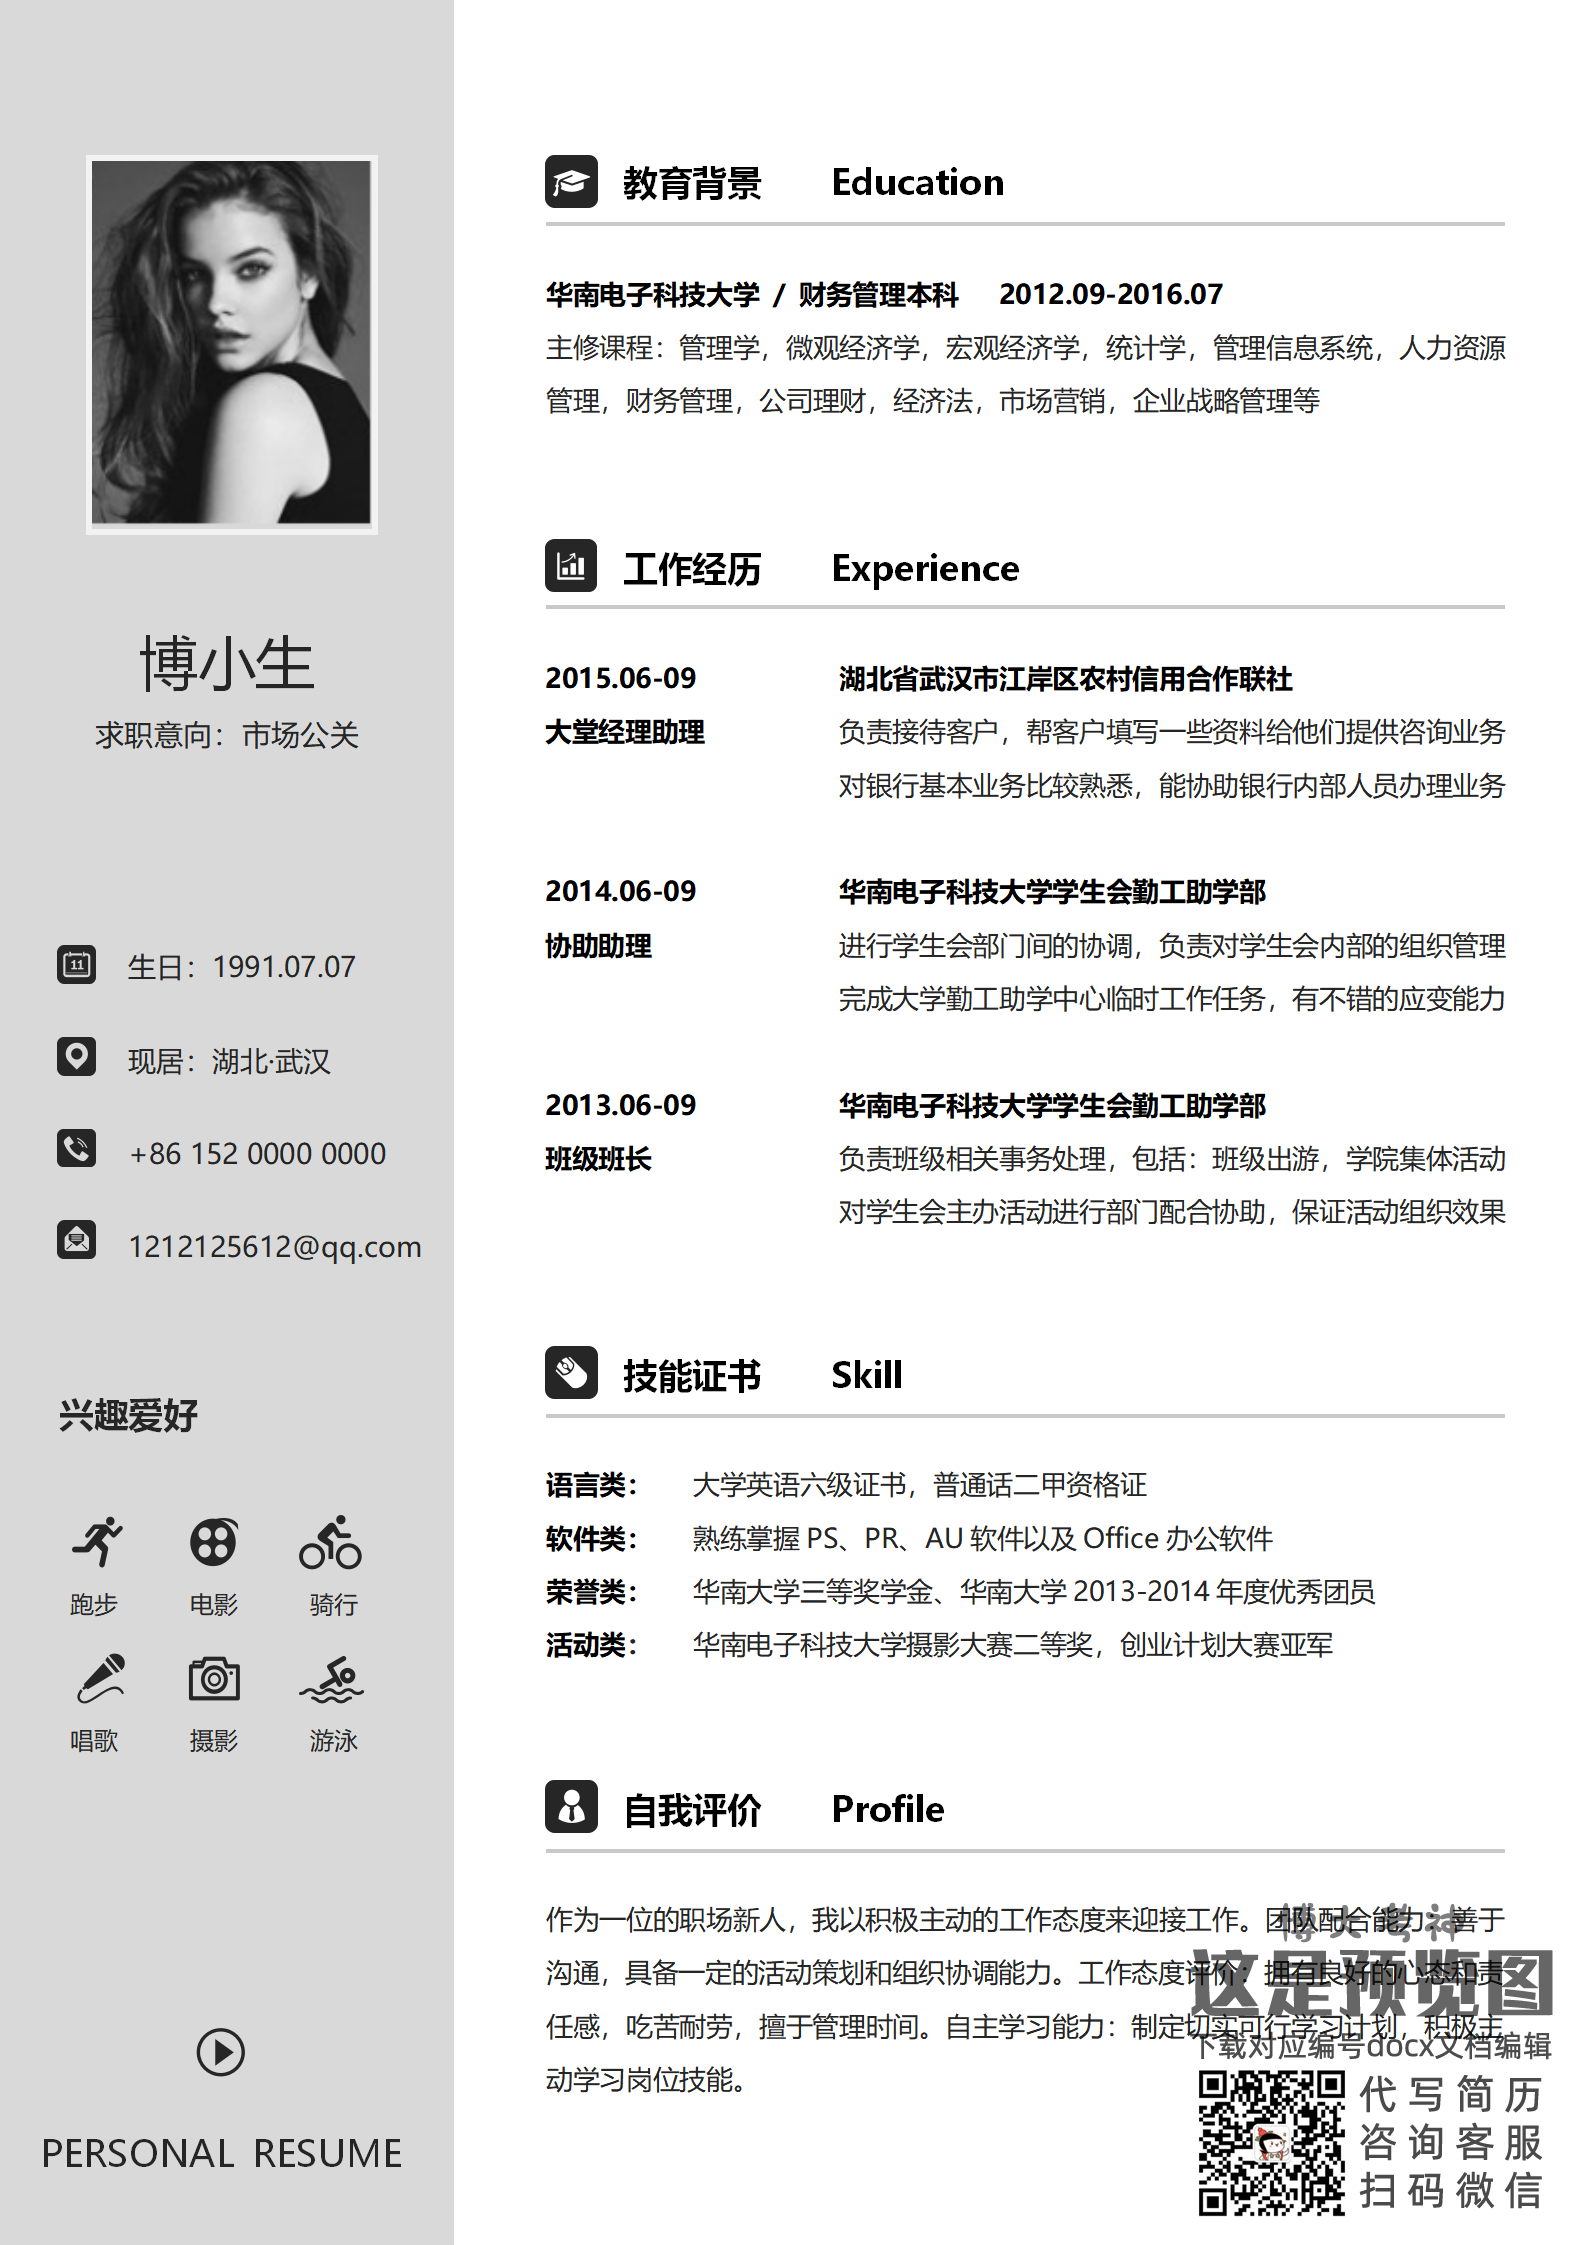 博小生
求职意向：市场公关
11
生日：1991.07.07
现居：湖北·武汉
+86 152 0000 0000
1212125612@qq.com
兴趣爱好
跑步 电影 骑行
唱歌 摄影 游泳
PERSONAL RESUME
教育背景 Education
华南电子科技大学 / 财务管理本科 2012.09-2016.07
主修课程：管理学，微观经济学，宏观经济学，统计学，管理信息系统，人力资源
管理，财务管理，公司理财，经济法，市场营销，企业战略管理等
工作经历 Experience
2015.06-09 湖北省武汉市江岸区农村信用合作联社
大堂经理助理 负责接待客户，帮客户填写一些资料给他们提供咨询业务
对银行基本业务比较熟悉，能协助银行内部人员办理业务
2014.06-09 华南电子科技大学学生会勤工助学部
协助助理 进行学生会部门间的协调，负责对学生会内部的组织管理
完成大学勤工助学中心临时工作任务，有不错的应变能力
2013.06-09 华南电子科技大学学生会勤工助学部
班级班长 负责班级相关事务处理，包括：班级出游，学院集体活动
对学生会主办活动进行部门配合协助，保证活动组织效果
技能证书 Skill
语言类： 大学英语六级证书，普通话二甲资格证
软件类： 熟练掌握 PS、PR、AU 软件以及 Office 办公软件
荣誉类： 华南大学三等奖学金、华南大学 2013-2014 年度优秀团员
活动类： 华南电子科技大学摄影大赛二等奖，创业计划大赛亚军
自我评价 Profile
作为一位的职场新人，我以积极主动的工作态度来迎接工作。团队配合能力：善于
沟通，具备一定的活动策划和组织协调能力。工作态度评价：拥有良好的心态和责
任感，吃苦耐劳，擅于管理时间。自主学习能力：制定切实可行学习计划，积极主
动学习岗位技能。
博大考神
这是预览图
下载对应编号docx文档编辑
代写简历
咨询客服
扫码微信